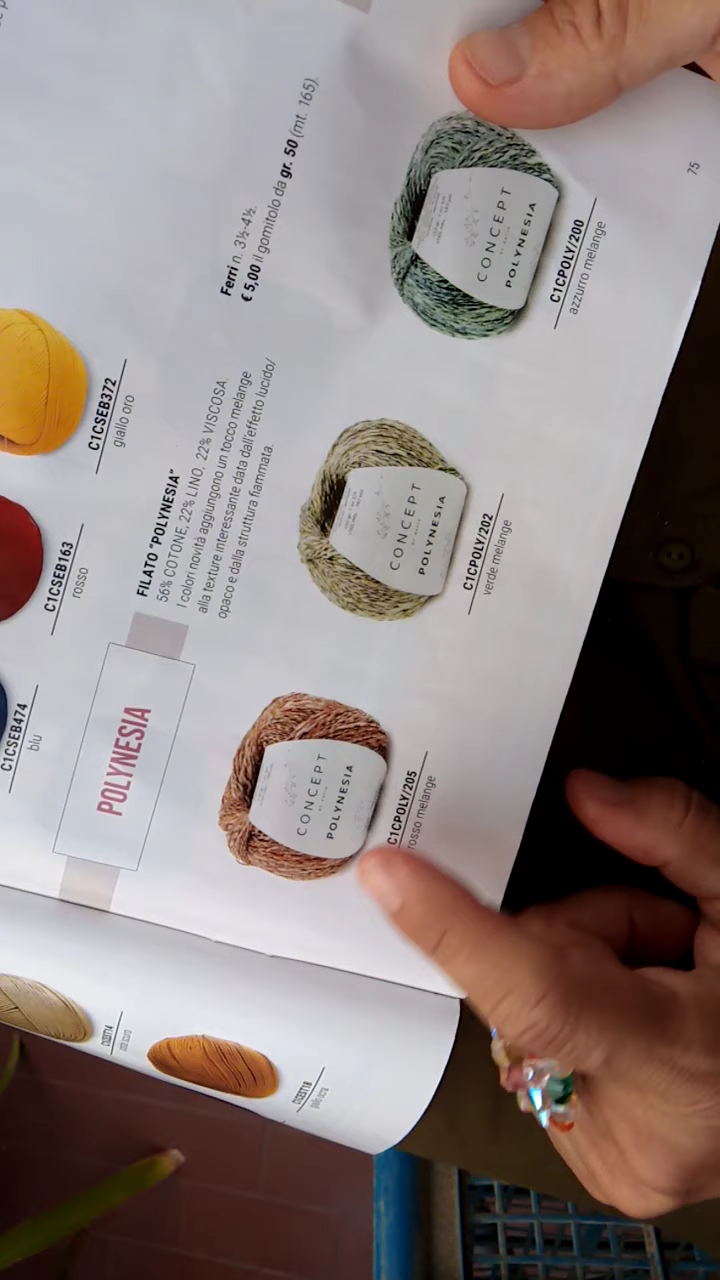 C1CSEB474
blu
C1CSEB163
rosso
C1CSEB372
giallo oro
POLYNESIA
FILATO "POLYNESIA"
56% COTONE, 22% LINO, 22% VISCOSA.
I colori novità aggiungono un tocco melange
alla texture interessante data dall'effetto lucido/
opaco e dalla struttura fiammata.
Ferri n. 3½-4½.
€ 5,00 il gomitolo da gr. 50 (mt. 165).
CONCEPT
POLYNESIA
C1CPOLY/205
rosso melange
CONCEPT
POLYNESIA
C1CPOLY/202
verde melange
CONCEPT
POLYNESIA
C1CPOLY/200
azzurro melange
75